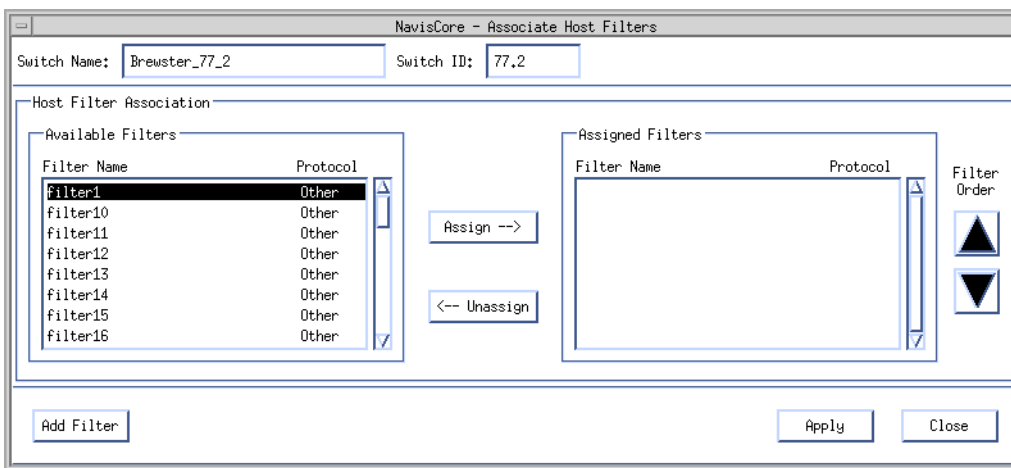 NavisCore - Associate Host Filters
Switch Name: Brewster_77_2 Switch ID: 77.2
Host Filter Association
Available Filters
Filter Name Protocol
filter1 Other
filter10 Other
filter11 Other
filter12 Other
filter13 Other
filter14 Other
filter15 Other
filter16 Other
Assign -->
<-- Unassign
Assigned Filters
Filter Name Protocol
Filter
Order
Add Filter Apply Close